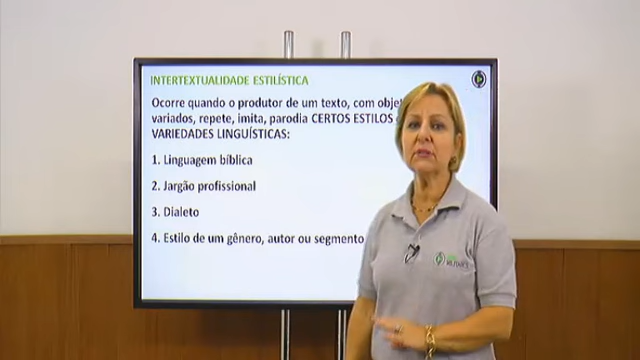 INTERTEXTUALIDADE ESTILÍSTICA
Ocorre quando o produtor de um texto, com
variados, repete, imita, parodia CERTOS ESTILOS
VARIEDADES LINGUÍSTICAS:
1. Linguagem bíblica
2. Jargão profissional
3. Dialeto
4. Estilo de um gênero, autor ou segmento